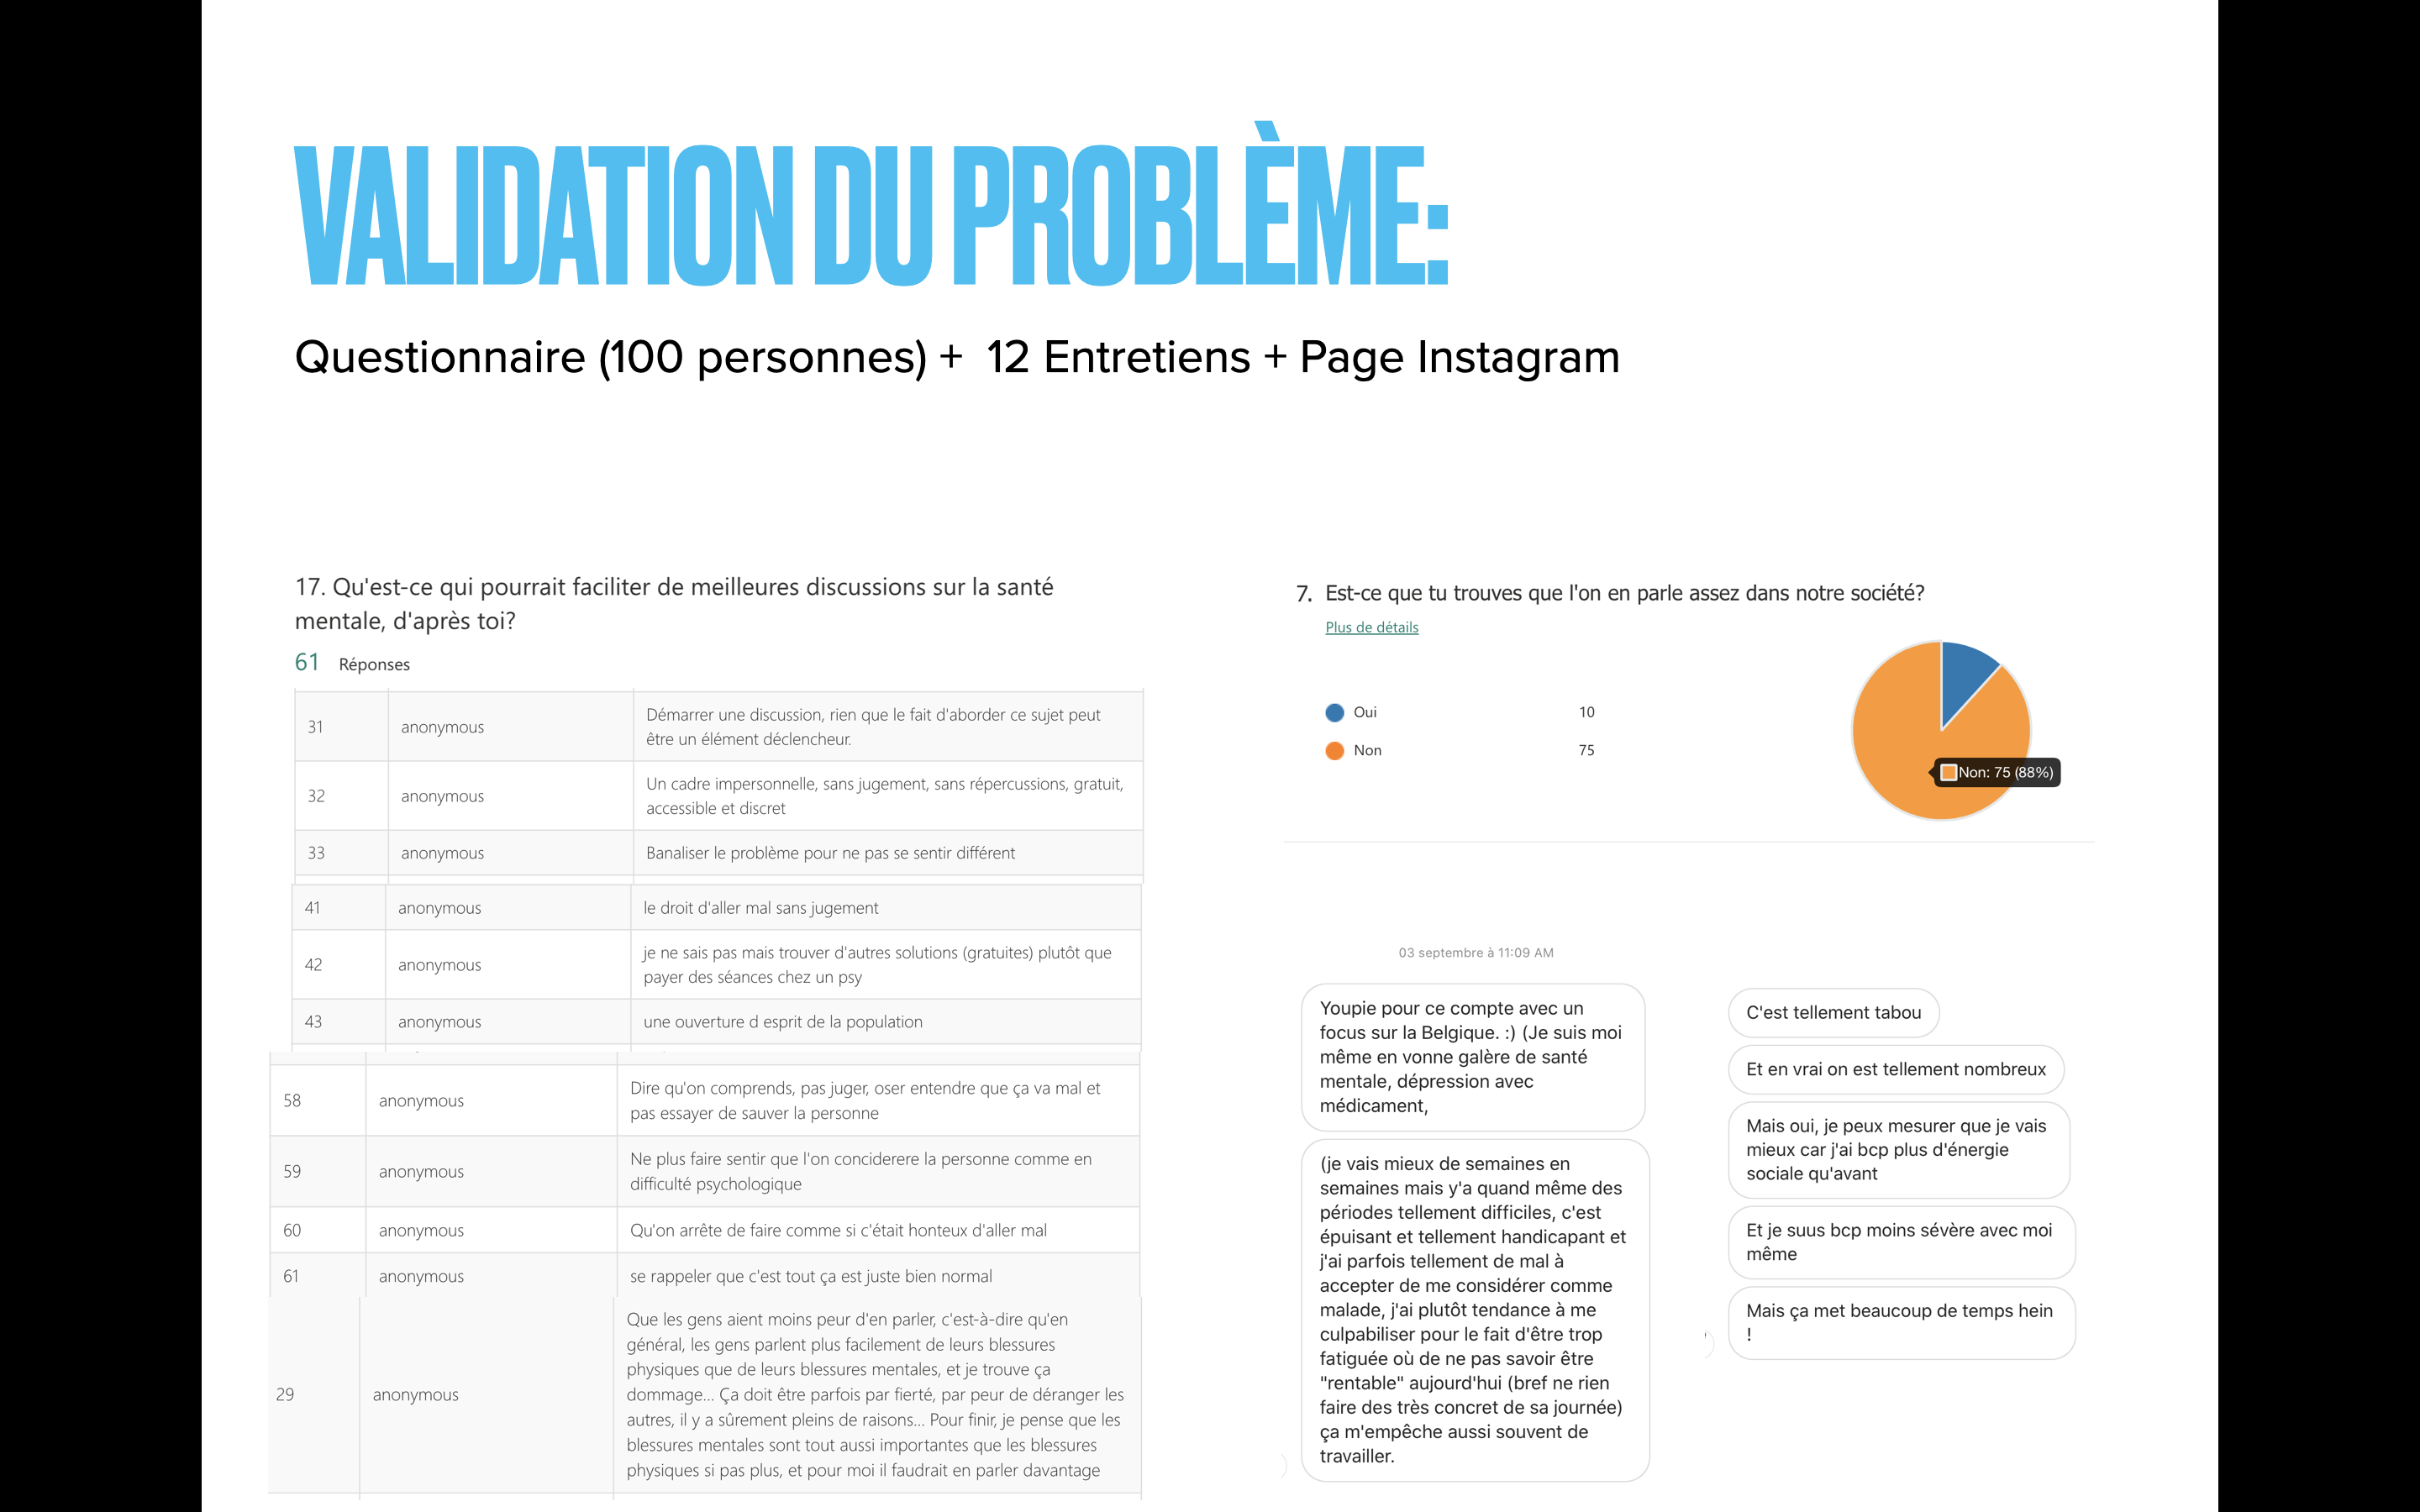 VALIDATION DU PROBLÈME:
Questionnaire (100 personnes) + 12 Entretiens + Page Instagram
17. Qu'est-ce qui pourrait faciliter de meilleures discussions sur la santé
mentale, d'après toi?
61 Réponses
31 anonymous Démarrer une discussion, rien que le fait d'aborder ce sujet peut
être un élément déclencheur.
32 anonymous Un cadre impersonnelle, sans jugement, sans répercussions, gratuit,
accessible et discret
33 anonymous Banaliser le problème pour ne pas se sentir différent
41 anonymous le droit d'aller mal sans jugement
42 anonymous je ne sais pas mais trouver d'autres solutions (gratuites) plutôt que
payer des séances chez un psy
43 anonymous une ouverture d esprit de la population
58 anonymous Dire qu'on comprends, pas juger, oser entendre que ça va mal et
pas essayer de sauver la personne
59 anonymous Ne plus faire sentir que l'on conciderere la personne comme en
difficulté psychologique
60 anonymous Qu'on arrête de faire comme si c'était honteux d'aller mal
61 anonymous se rappeler que c'est tout ça est juste bien normal
29 anonymous Que les gens aient moins peur d'en parler, c'est-à-dire qu'en
général, les gens parlent plus facilement de leurs blessures
physiques que de leurs blessures mentales, et je trouve ça
dommage... Ça doit être parfois par fierté, par peur de déranger les
autres, il y a sûrement pleins de raisons... Pour finir, je pense que les
blessures mentales sont tout aussi importantes que les blessures
physiques si pas plus, et pour moi il faudrait en parler davantage
7. Est-ce que tu trouves que l'on en parle assez dans notre société?
Plus de détails
Oui 10
Non 75
Non: 75 (88%)
03 septembre à 11:09 AM
Youpie pour ce compte avec un
focus sur la Belgique. :) (Je suis moi
même en vonne galère de santé
mentale, dépression avec
médicament,
(je vais mieux de semaines en
semaines mais y'a quand même des
périodes tellement difficiles, c'est
épuisant et tellement handicapant et
j'ai parfois tellement de mal à
accepter de me considérer comme
malade, j'ai plutôt tendance à me
culpabiliser pour le fait d'être trop
fatiguée où de ne pas savoir être
"rentable" aujourd'hui (bref ne rien
faire des très concret de sa journée)
ça m'empêche aussi souvent de
travailler.
C'est tellement tabou
Et en vrai on est tellement nombreux
Mais oui, je peux mesurer que je vais
mieux car j'ai bcp plus d'énergie
sociale qu'avant
Et je suus bcp moins sévère avec moi
même
Mais ça met beaucoup de temps hein
!